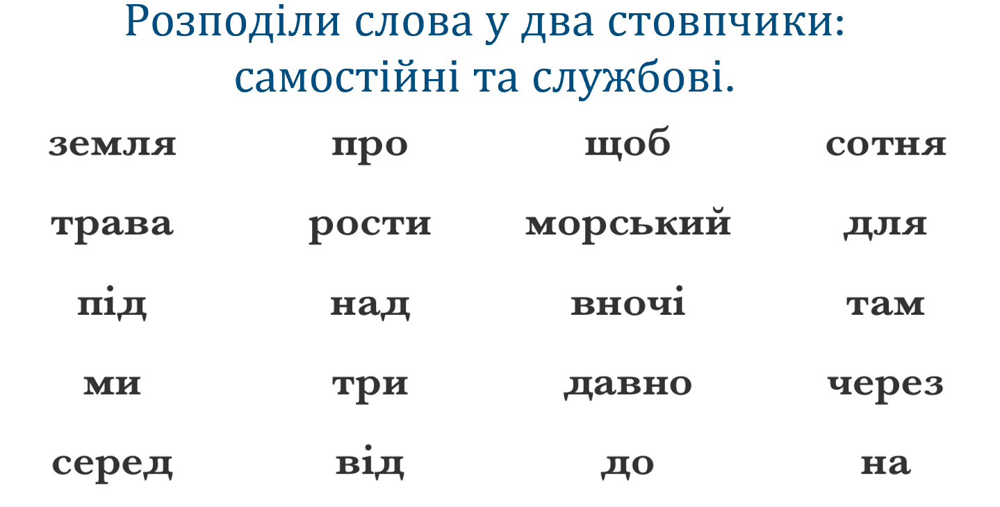 Розподіли слова у два стовпчики:
самостійні та службові.
земля про щоб сотня
трава рости морський для
під над вночі там
ми три давно через
серед від до на